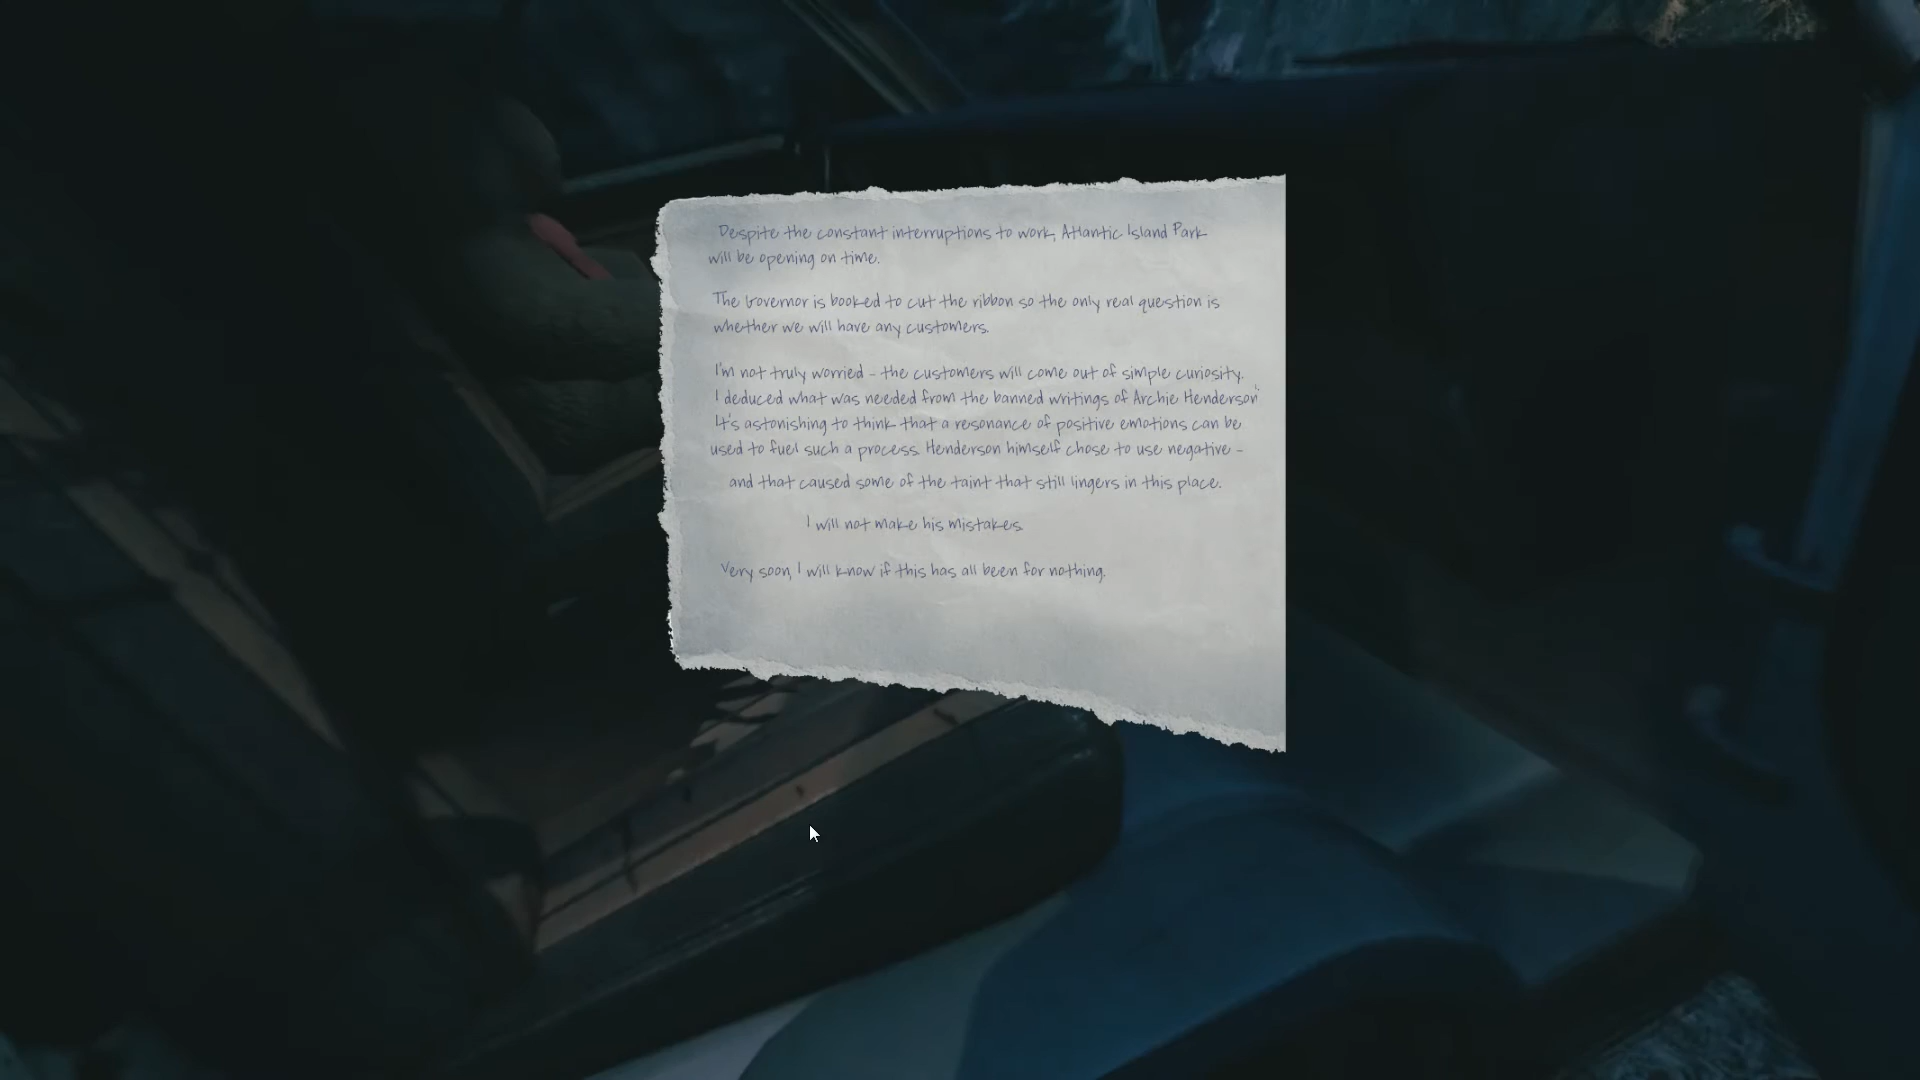 Despite the constant interruptions to work, Atlantic Island Park
will be opening on time.
The Governor is booked to cut the ribbon so the only real question is
whether we will have any customers.
I'm not truly worried - the customers will come out of simple curiosity.
I deduced what was needed from the banned writings of Archie Henderson;
It's astonishing to think that a resonance of positive emotions can be
used to fuel such a process. Henderson himself chose to use negative -
and that caused some of the taint that still lingers in this place.
I will not make his mistakes.
Very soon, I will know if this has all been for nothing.